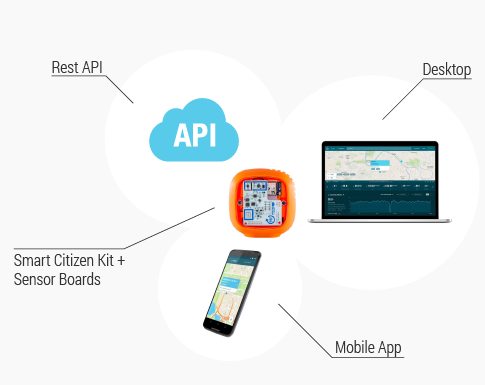 Rest API
Desktop
API
Smart Citizen Kit +
Sensor Boards
Mobile App